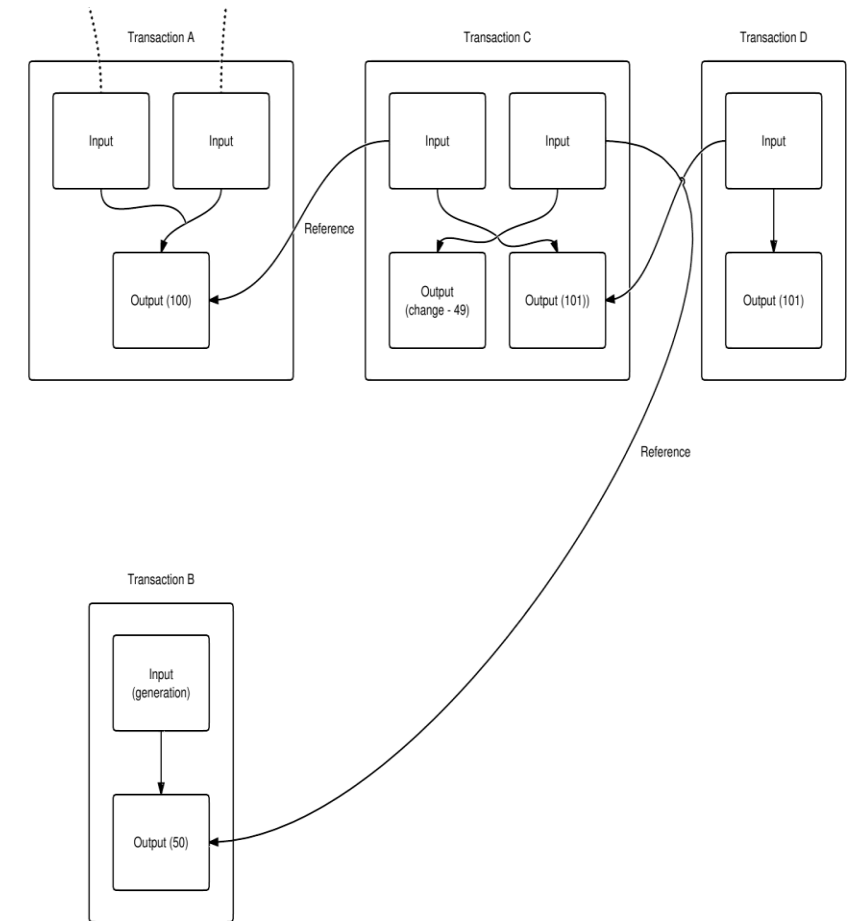 Transaction A
Transaction C
Transaction D
Input
Input
Input
Input
Input
Reference
Output (100)
Output
(change - 49)
Output (101))
Output (101)
Reference
Transaction B
Input
(generation)
Output (50)